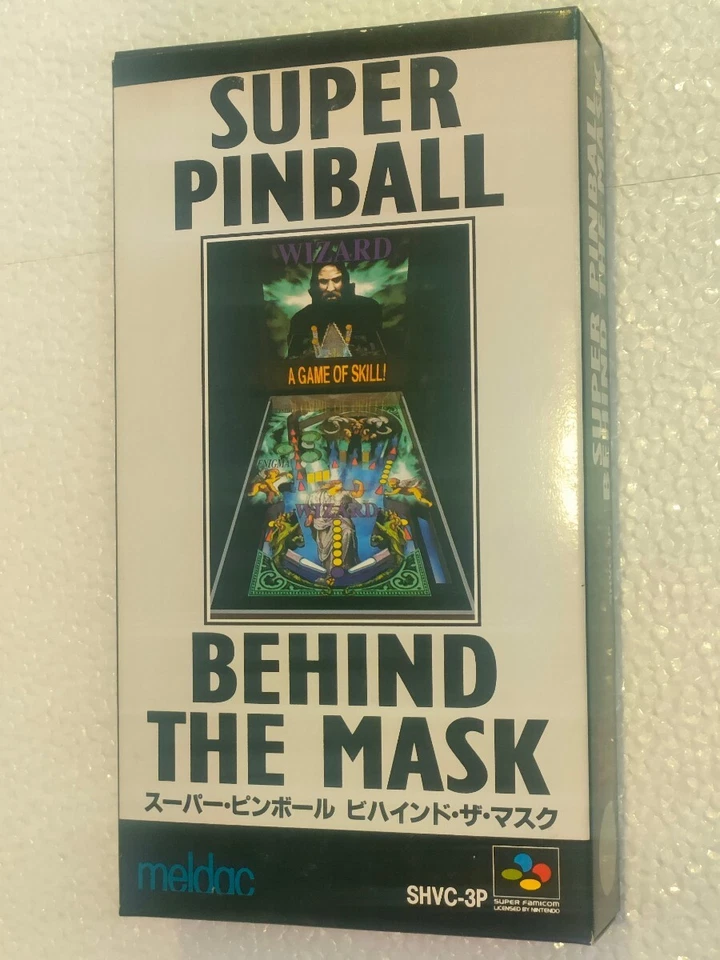 SUPER
PINBALL
WIZARD
A GAME OF SKILL!
WIZARD
BEHIND
THE MASK
スーパー・ピンボール ビハインド・ザ・マスク
meldac
SHVC-3P
SUPER FAMICOM
LICENSED BY NINTENDO
SUPER PINBALL
BEHIND